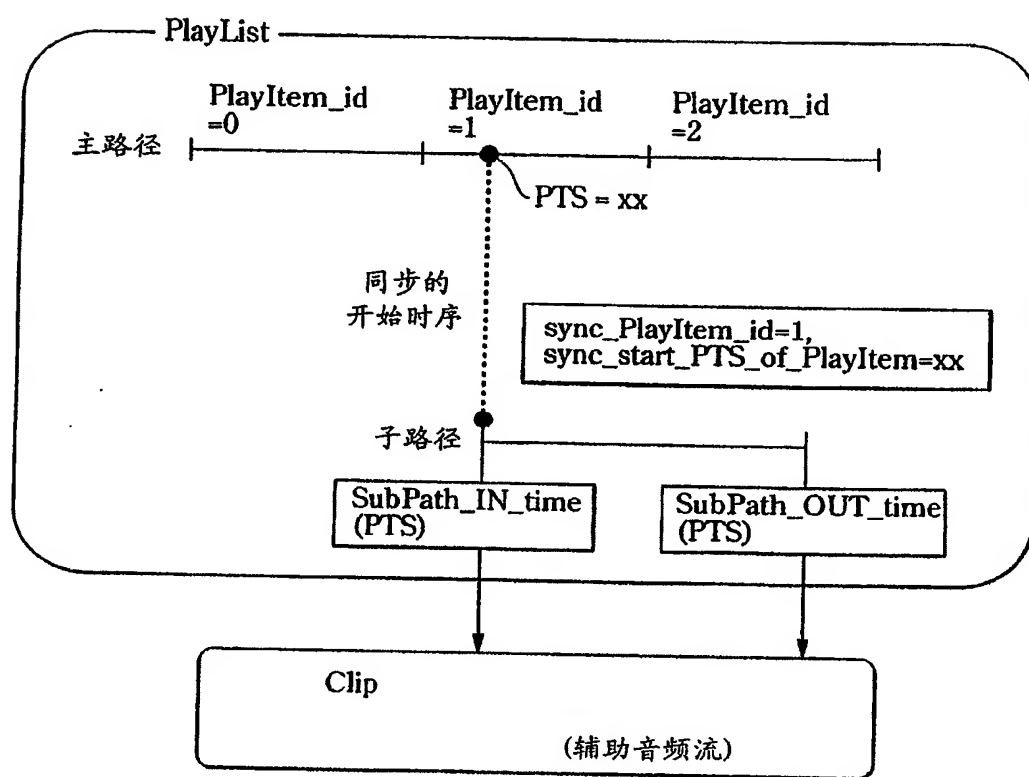 PlayList
PlayItem_id
=0
PlayItem_id
=1
PlayItem_id
=2
主路径
PTS = xx
同步的
开始时序
sync_PlayItem_id=1,
sync_start_PTS_of_PlayItem=xx
子路径
SubPath_IN_time
(PTS)
SubPath_OUT_time
(PTS)
Clip
(辅助音频流)